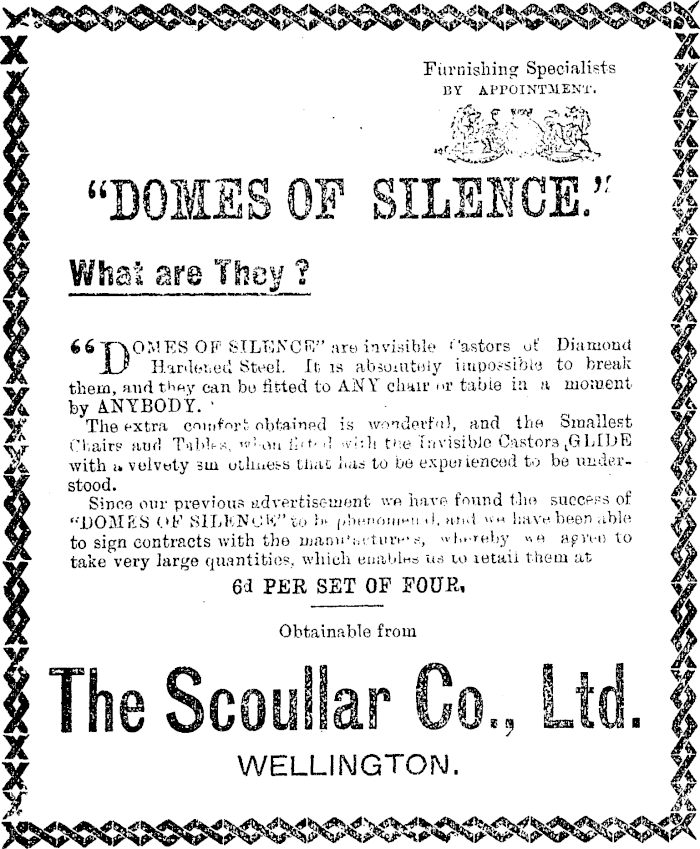 Furnishing Specialists
BY APPOINTMENT.
"DOMES OF SILENCE."
What are They?
"DOMES OF SILENCE" are invisible Castors of Diamond
Hardened Steel. It is absolutely impossible to break
them, and they can be fitted to ANY chair or table in a moment
by ANYBODY.
The extra comfort obtained is wonderful, and the Smallest
Chairs and Tables, when fitted with the Invisible Castors, GLIDE
with a velvety smoothness that has to be experienced to be under-
stood.
Since our previous advertisement we have found the success of
"DOMES OF SILENCE" to be phenomenal, and we have been able
to sign contracts with the manufacturers, whereby we agree to
take very large quantities, which enables us to retail them at
6d PER SET OF FOUR.
Obtainable from
The Scoullar Co., Ltd.
WELLINGTON.